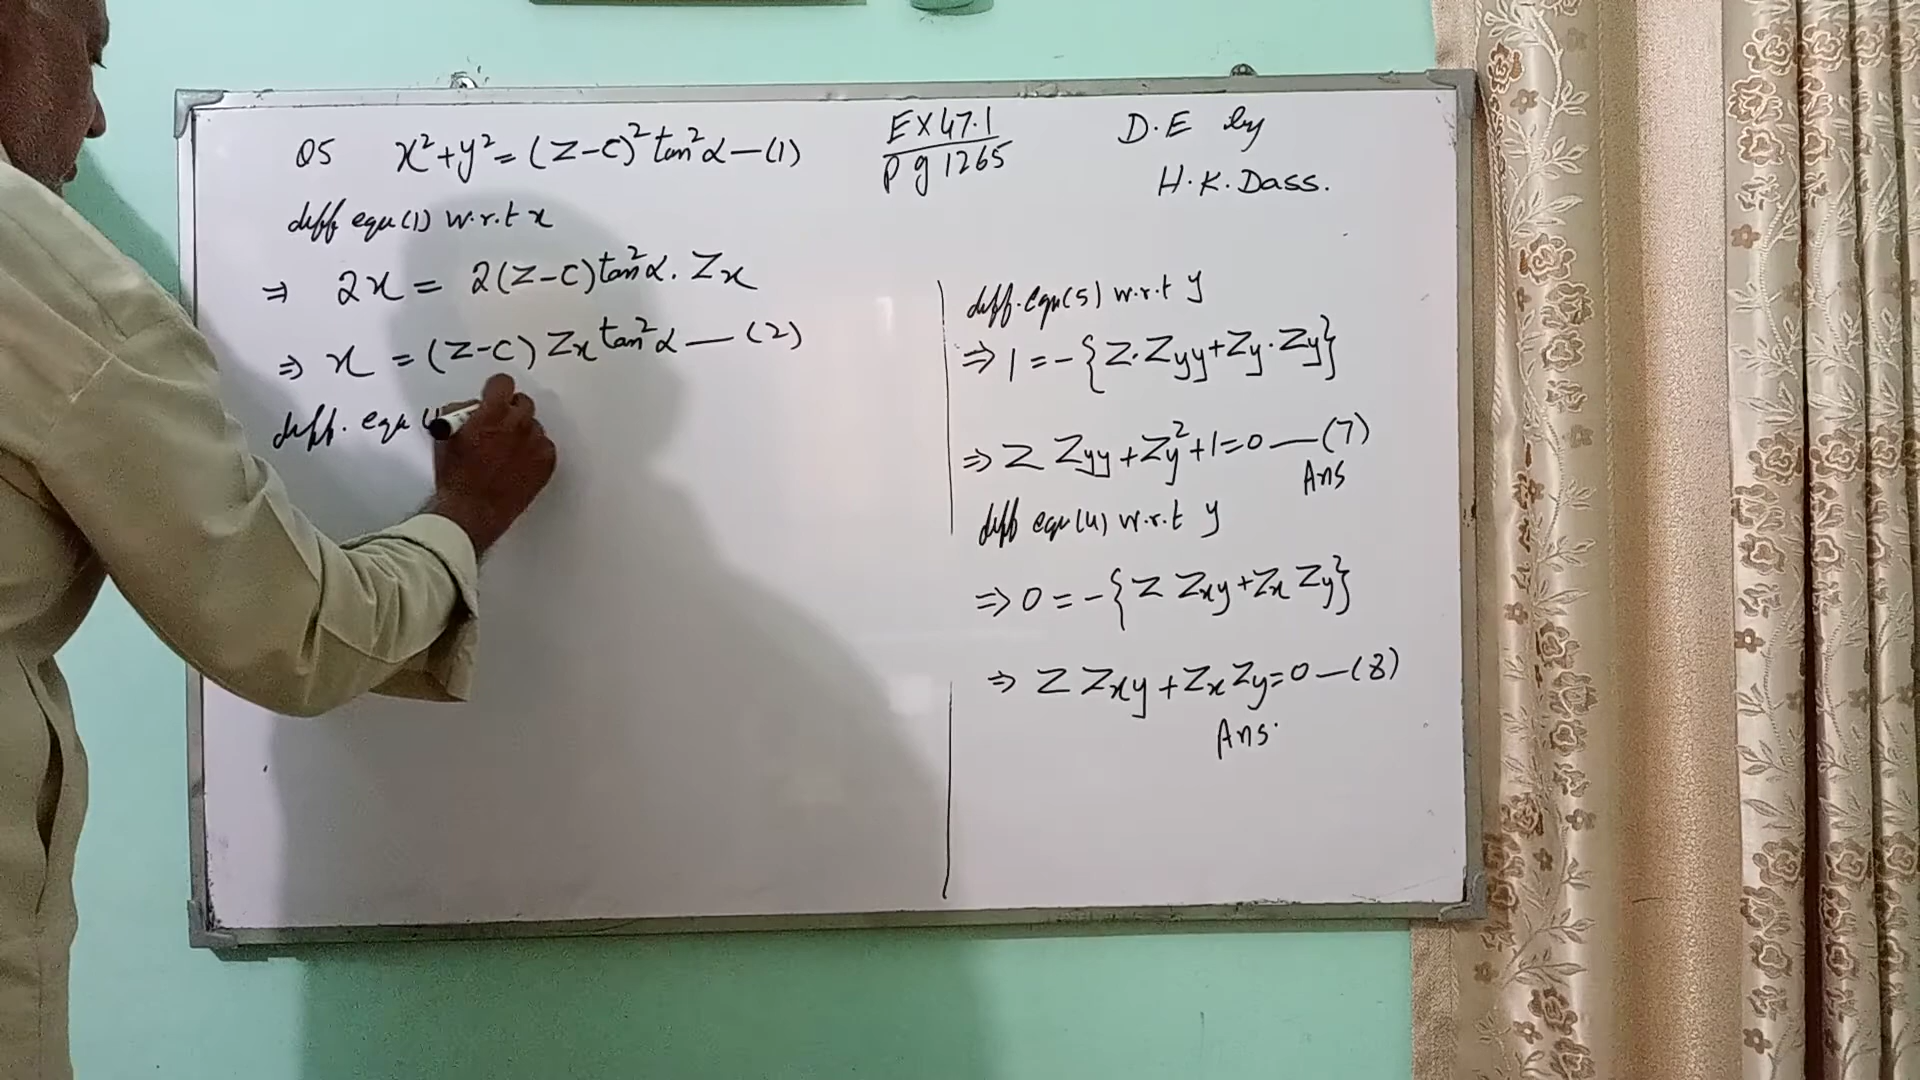 Q5 x²+y² = (Z-C)² tan²α —(1)
EX 47.1
Pg 1265
D.E by
H.K.Dass.
diff equ(1) w.r.t x
⇒ 2x = 2(Z-C) tan²α . Zx
⇒ x = (Z-C) Zx tan²α — (2)
diff. equ (
diff. equ(5) w.r.t y
⇒ 1 = -{Z.Zyy+Zy.Zy}
⇒ Z Zyy + Zy² + 1 = 0 —(7)
Ans
diff equ(4) w.r.t y
⇒ 0 = -{Z Zxy + Zx Zy}
⇒ Z Zxy + Zx Zy = 0 —(8)
Ans.